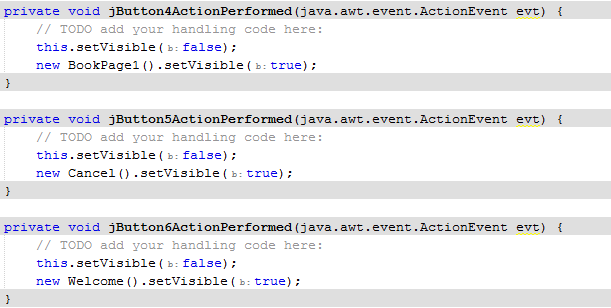 private void jButton4ActionPerformed(java.awt.event.ActionEvent evt) {
// TODO add your handling code here:
this.setVisible(b:false);
new BookPage1().setVisible(b:true);
}
private void jButton5ActionPerformed(java.awt.event.ActionEvent evt) {
// TODO add your handling code here:
this.setVisible(b:false);
new Cancel().setVisible(b:true);
}
private void jButton6ActionPerformed(java.awt.event.ActionEvent evt) {
// TODO add your handling code here:
this.setVisible(b:false);
new Welcome().setVisible(b:true);
}